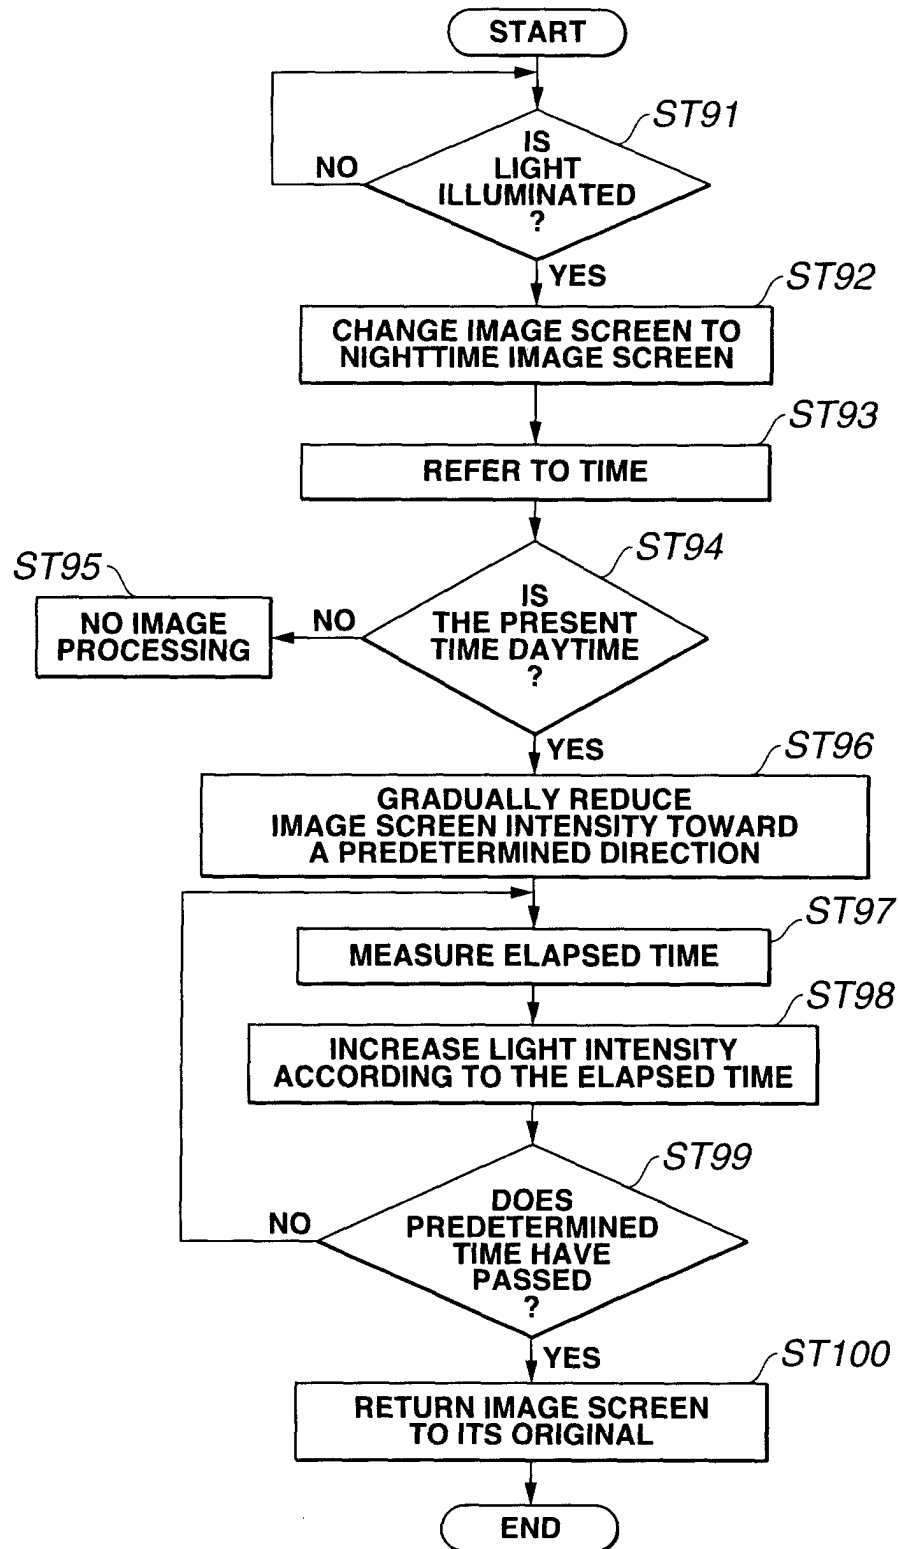 START
ST91
IS
LIGHT
ILLUMINATED
?
NO
YES
ST92
CHANGE IMAGE SCREEN TO
NIGHTTIME IMAGE SCREEN
ST93
REFER TO TIME
ST94
IS
THE PRESENT
TIME DAYTIME
?
NO
ST95
NO IMAGE
PROCESSING
YES
ST96
GRADUALLY REDUCE
IMAGE SCREEN INTENSITY TOWARD
A PREDETERMINED DIRECTION
ST97
MEASURE ELAPSED TIME
ST98
INCREASE LIGHT INTENSITY
ACCORDING TO THE ELAPSED TIME
ST99
DOES
PREDETERMINED
TIME HAVE
PASSED
?
NO
YES
ST100
RETURN IMAGE SCREEN
TO ITS ORIGINAL
END